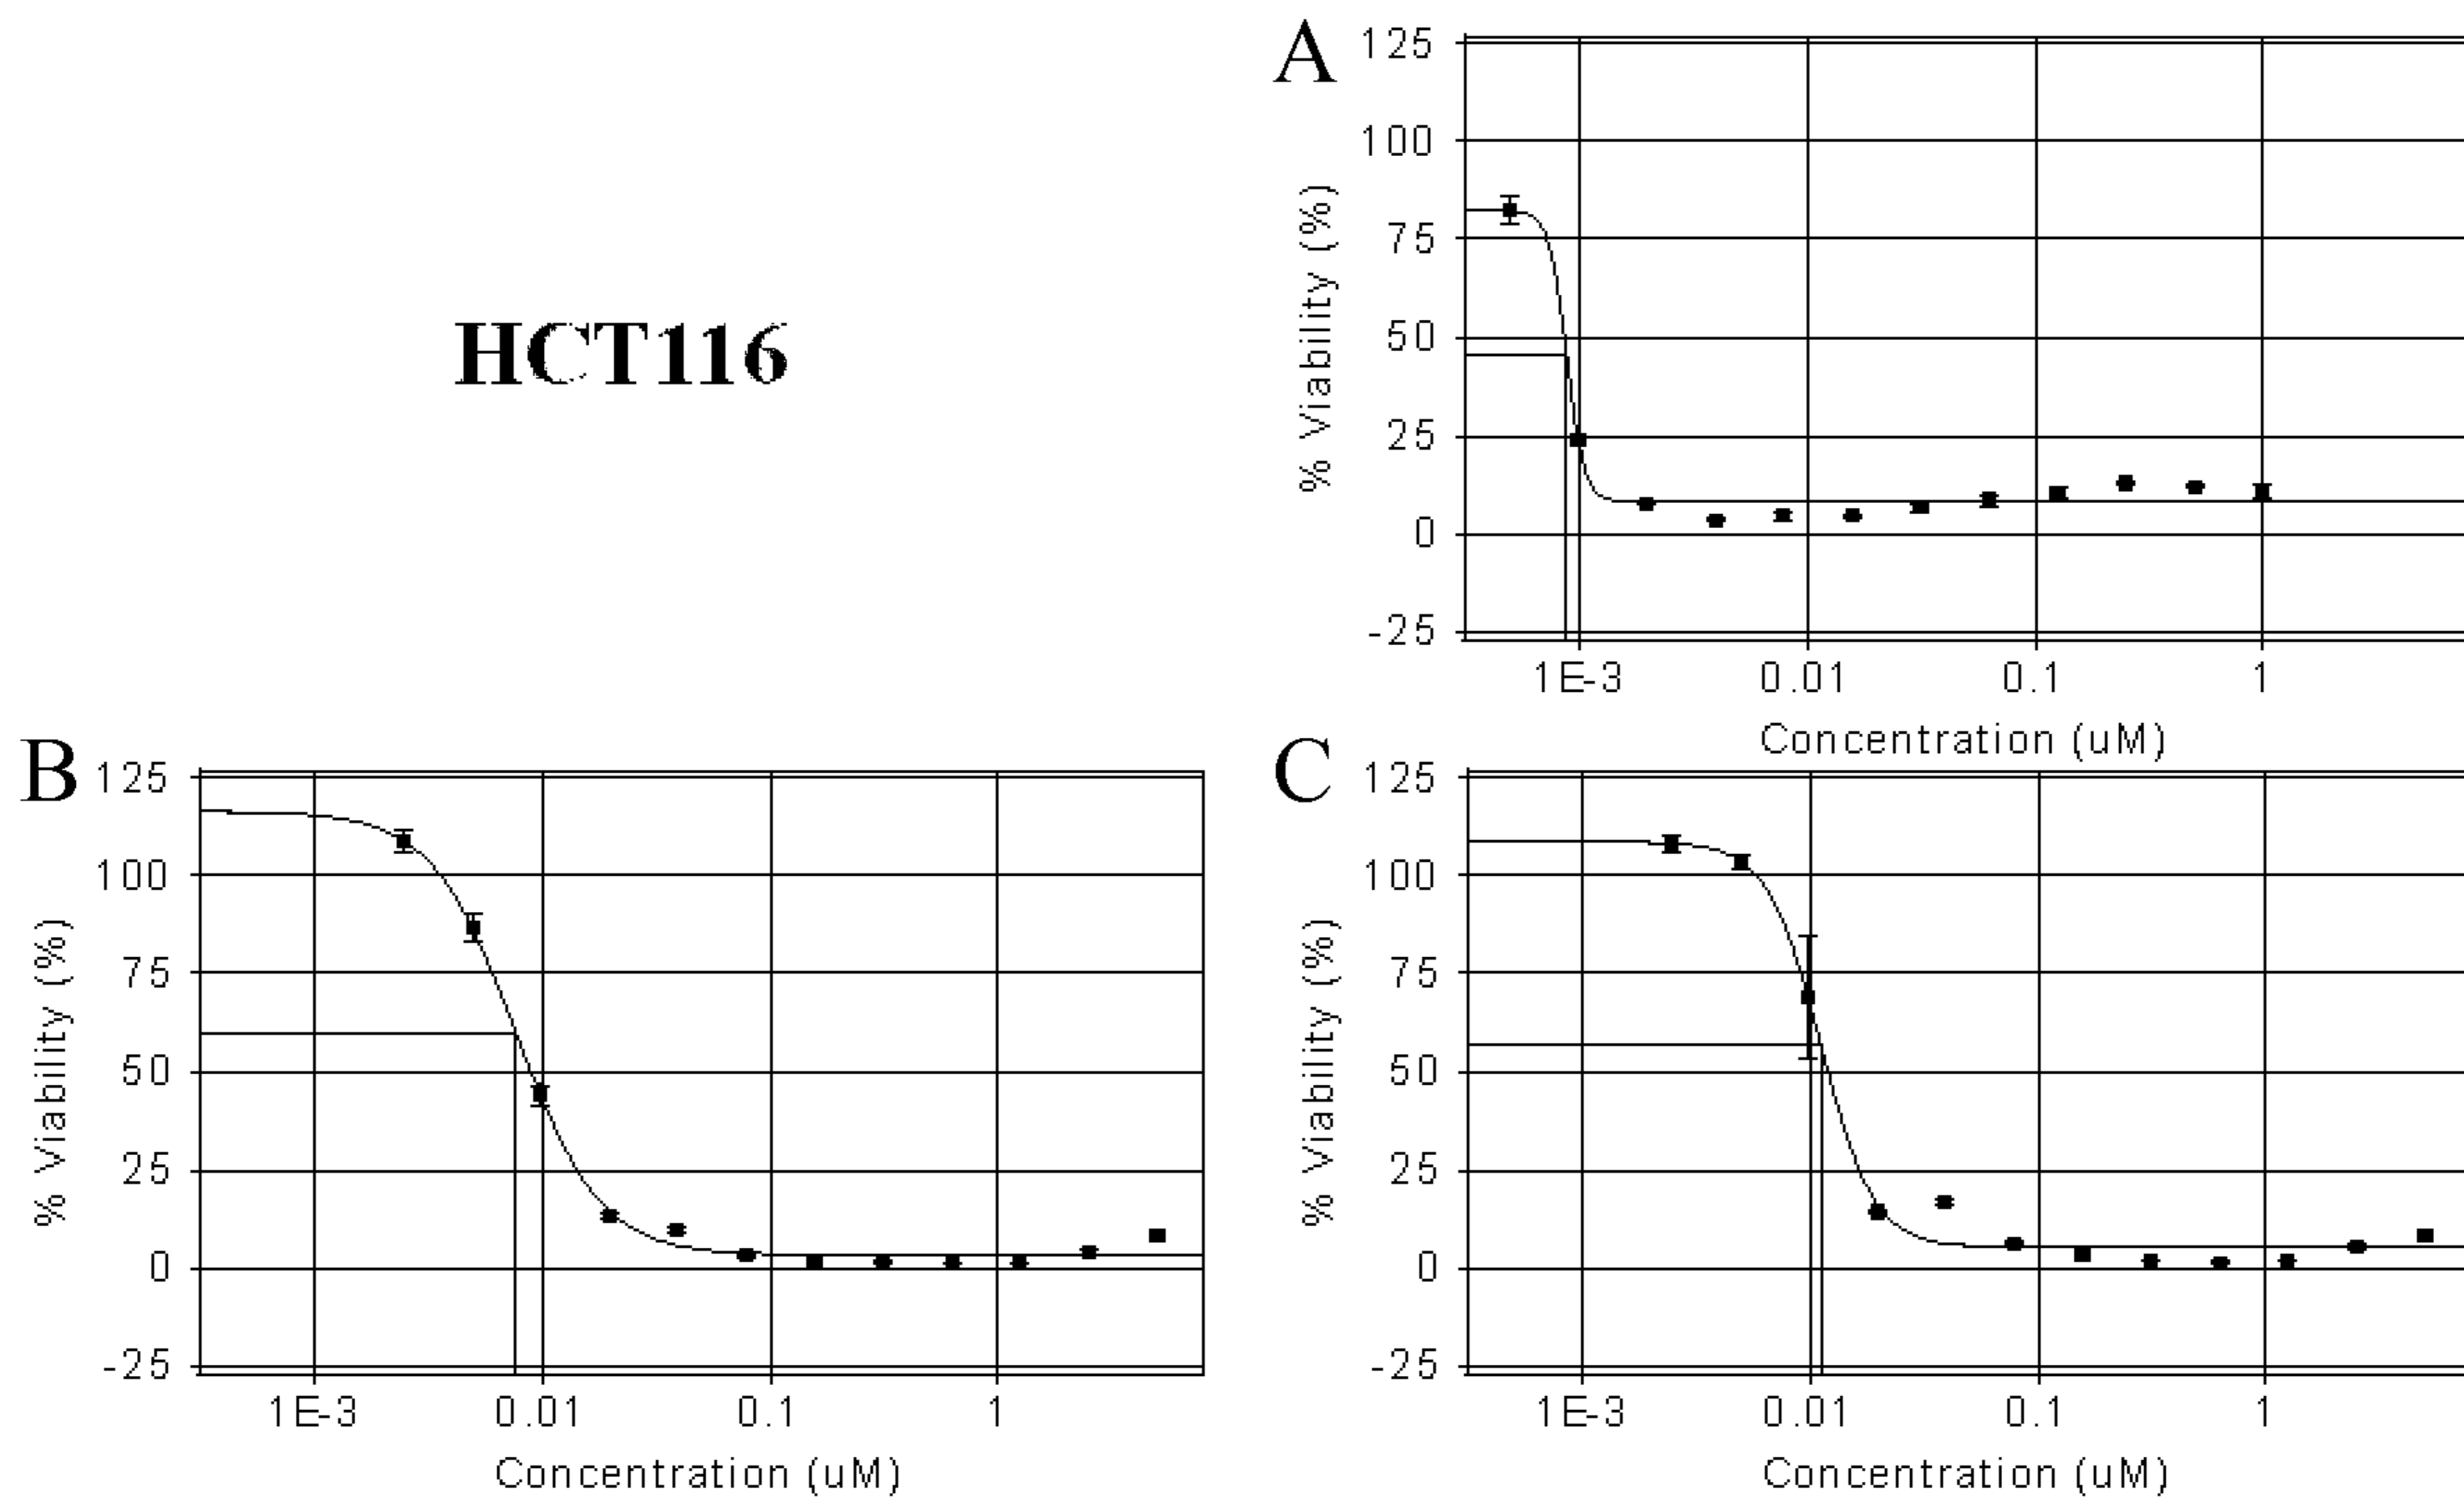 A
125
100
75
50
25
0
-25
% Viability (%)
1E-3 0.01 0.1 1
Concentration (uM)
HCT116
B
125
100
75
50
25
0
-25
% Viability (%)
1E-3 0.01 0.1 1
Concentration (uM)
C
125
100
75
50
25
0
-25
% Viability (%)
1E-3 0.01 0.1 1
Concentration (uM)